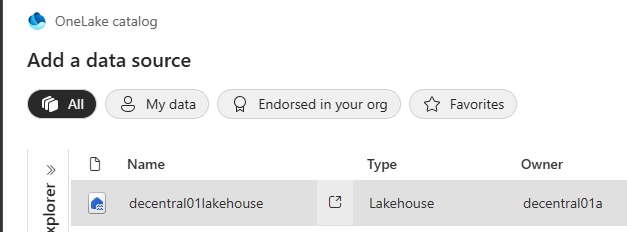 OneLake catalog
Add a data source
All My data Endorsed in your org Favorites
Name Type Owner
decentral01lakehouse Lakehouse decentral01a
xplorer